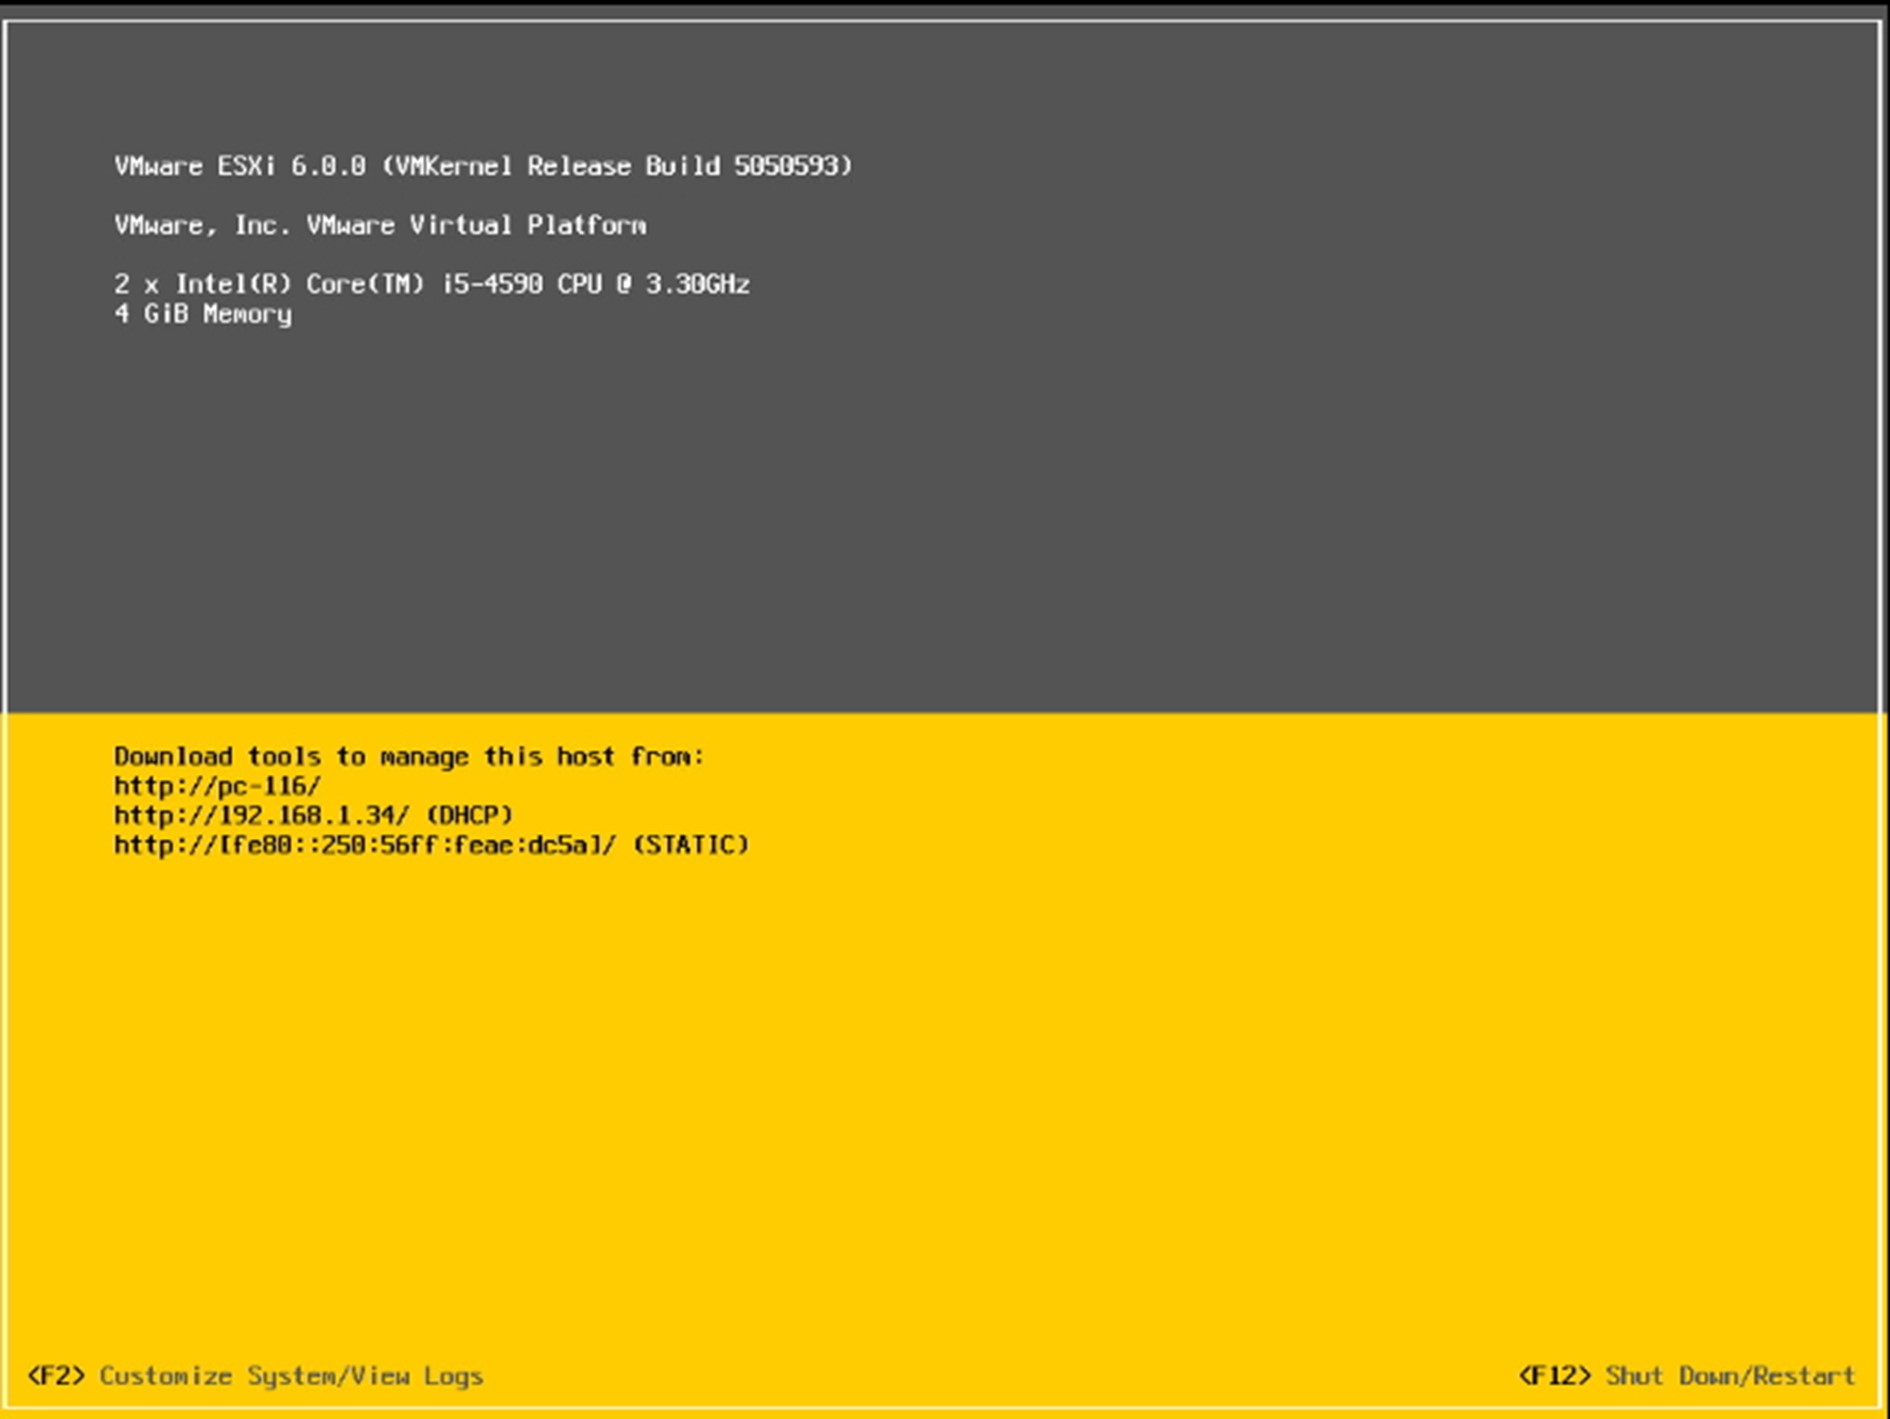 VMware ESXi 6.0.0 (VMKernel Release Build 5050593)
VMware, Inc. VMware Virtual Platform
2 x Intel(R) Core(TM) i5-4590 CPU @ 3.30GHz
4 GiB Memory
Download tools to manage this host from:
http://pc-116/
http://192.168.1.34/ (DHCP)
http://[fe80::250:56ff:feae:dc5a]/ (STATIC)
<F2> Customize System/View Logs
<F12> Shut Down/Restart